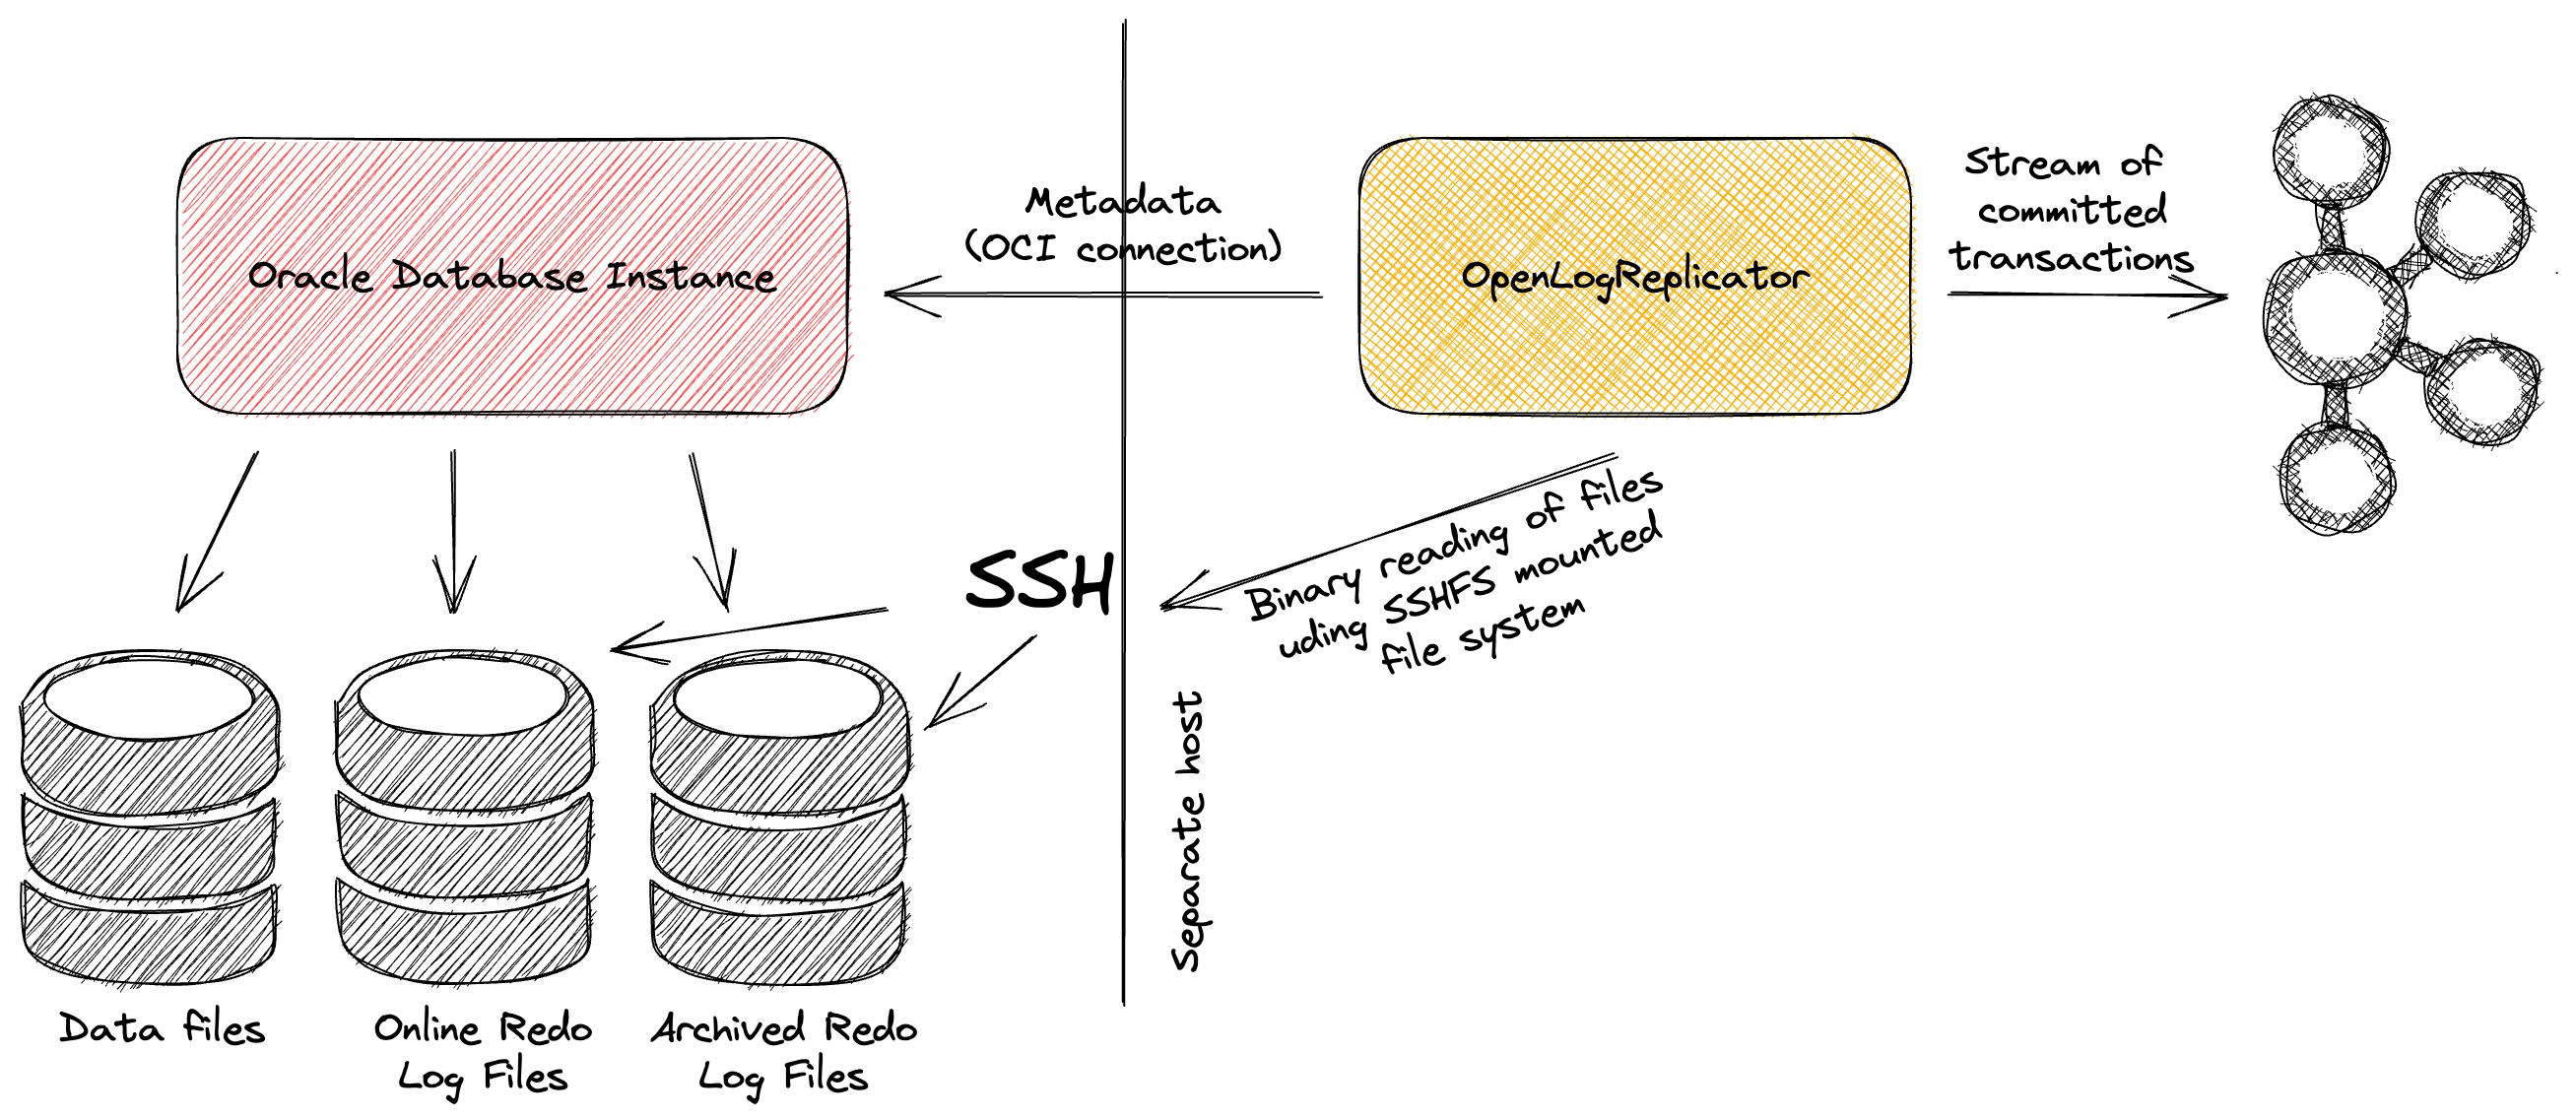 Oracle Database Instance
Metadata
(OCI connection)
OpenLogReplicator
Stream of
committed
transactions
SSH
Binary reading of files
uding SSHFS mounted
file system
Separate host
Data files
Online Redo
Log Files
Archived Redo
Log Files